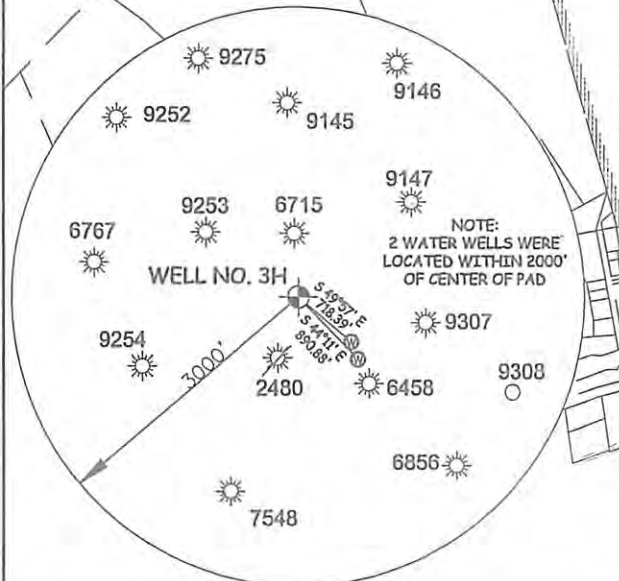 9275
9146
9252
9145
9147
9253
6715
6767
NOTE:
2 WATER WELLS WERE
LOCATED WITHIN 2000'
OF CENTER OF PAD
WELL NO. 3H
S 49°57' E
718.39'
S 44°11' E
890.88'
9307
9254
3000'
2480
6458
9308
W
W
6856
7548